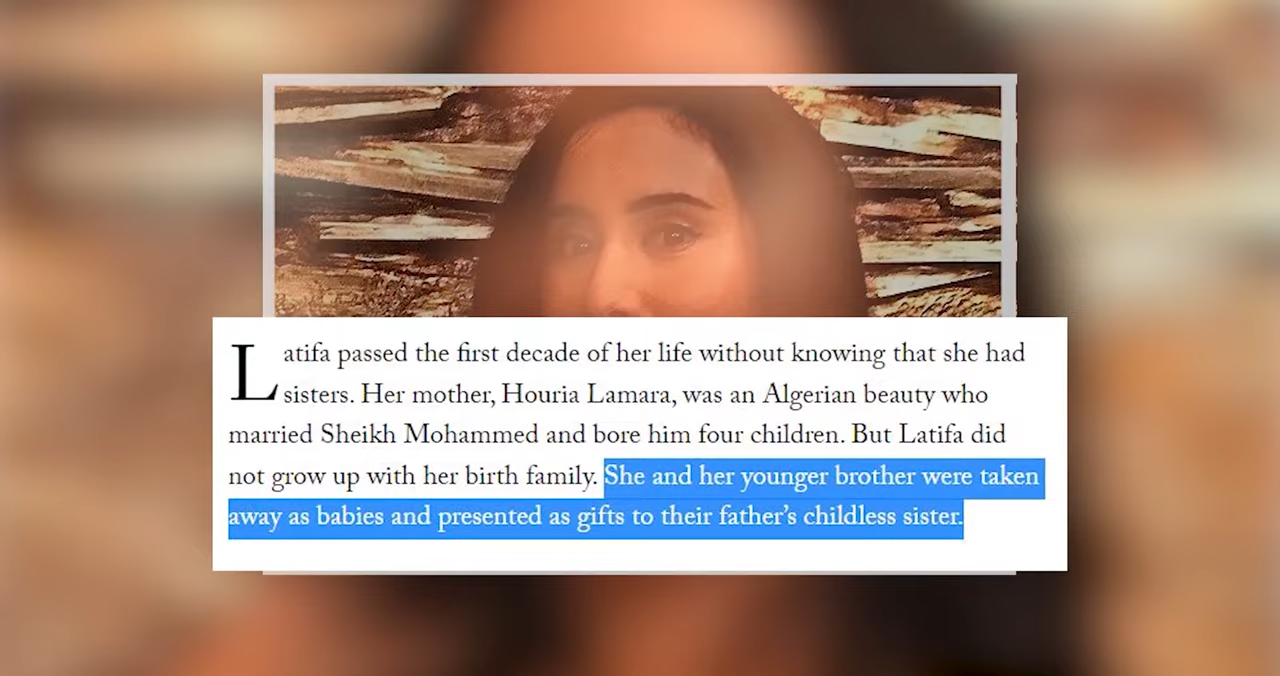 Latifa passed the first decade of her life without knowing that she had
sisters. Her mother, Houria Lamara, was an Algerian beauty who
married Sheikh Mohammed and bore him four children. But Latifa did
not grow up with her birth family. She and her younger brother were taken
away as babies and presented as gifts to their father’s childless sister.